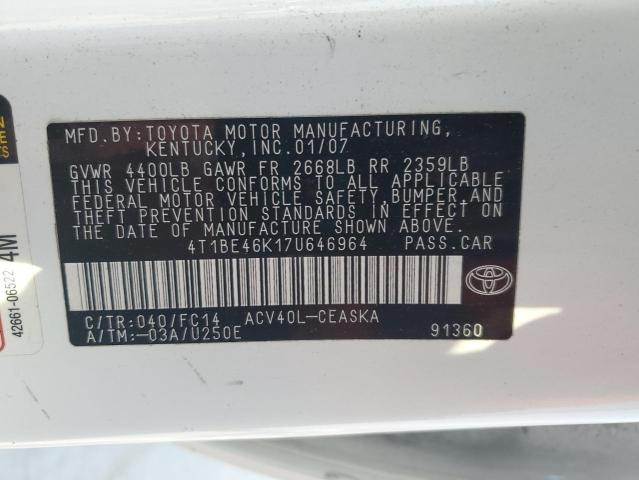 MFD.BY:TOYOTA MOTOR MANUFACTURING,
KENTUCKY, INC. 01/07
GVWR 4400LB GAWR FR 2668LB RR 2359LB
THIS VEHICLE CONFORMS TO ALL APPLICABLE
FEDERAL MOTOR VEHICLE SAFETY, BUMPER, AND
THEFT PREVENTION STANDARDS IN EFFECT ON
THE DATE OF MANUFACTURE SHOWN ABOVE.
4T1BE46K17U646964 PASS.CAR
C/TR:040/FC14 ACV40L-CEASKA
A/TM:-03A/U250E 91360
42661-06522 4M